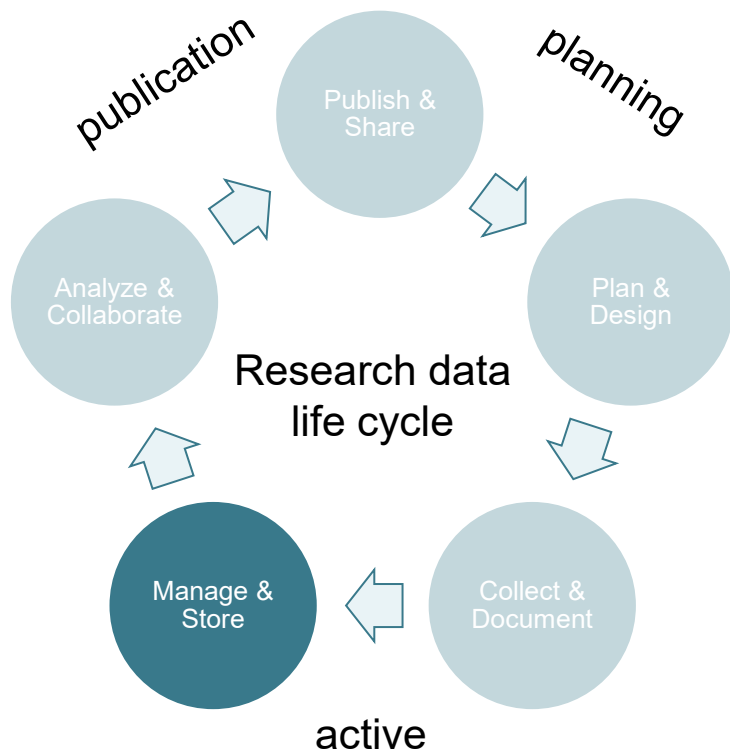 publication
planning
Publish &
Share
Analyze &
Collaborate
Plan &
Design
Research data
life cycle
Manage &
Store
Collect &
Document
active